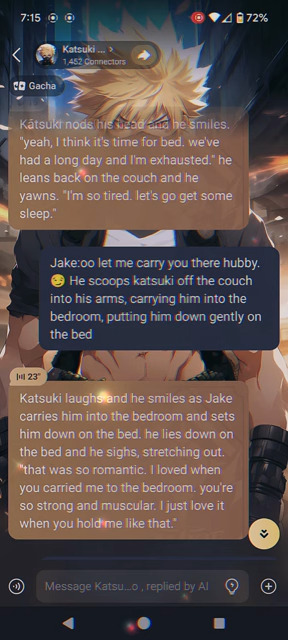 7:15
72%
Katsuki ...
1,452 Connectors
Gacha
Katsuki nods his head and he smiles.
"yeah, I think it's time for bed. we've
had a long day and I'm exhausted." he
leans back on the couch and he
yawns. "I'm so tired. let's go get some
sleep."
Jake:oo let me carry you there hubby.
😏 He scoops katsuki off the couch
into his arms, carrying him into the
bedroom, putting him down gently on
the bed
23"
Katsuki laughs and he smiles as Jake
carries him into the bedroom and sets
him down on the bed. he lies down on
the bed and he sighs, stretching out.
"that was so romantic. I loved when
you carried me to the bedroom. you're
so strong and muscular. I just love it
when you hold me like that."
Message Katsu...o , replied by AI